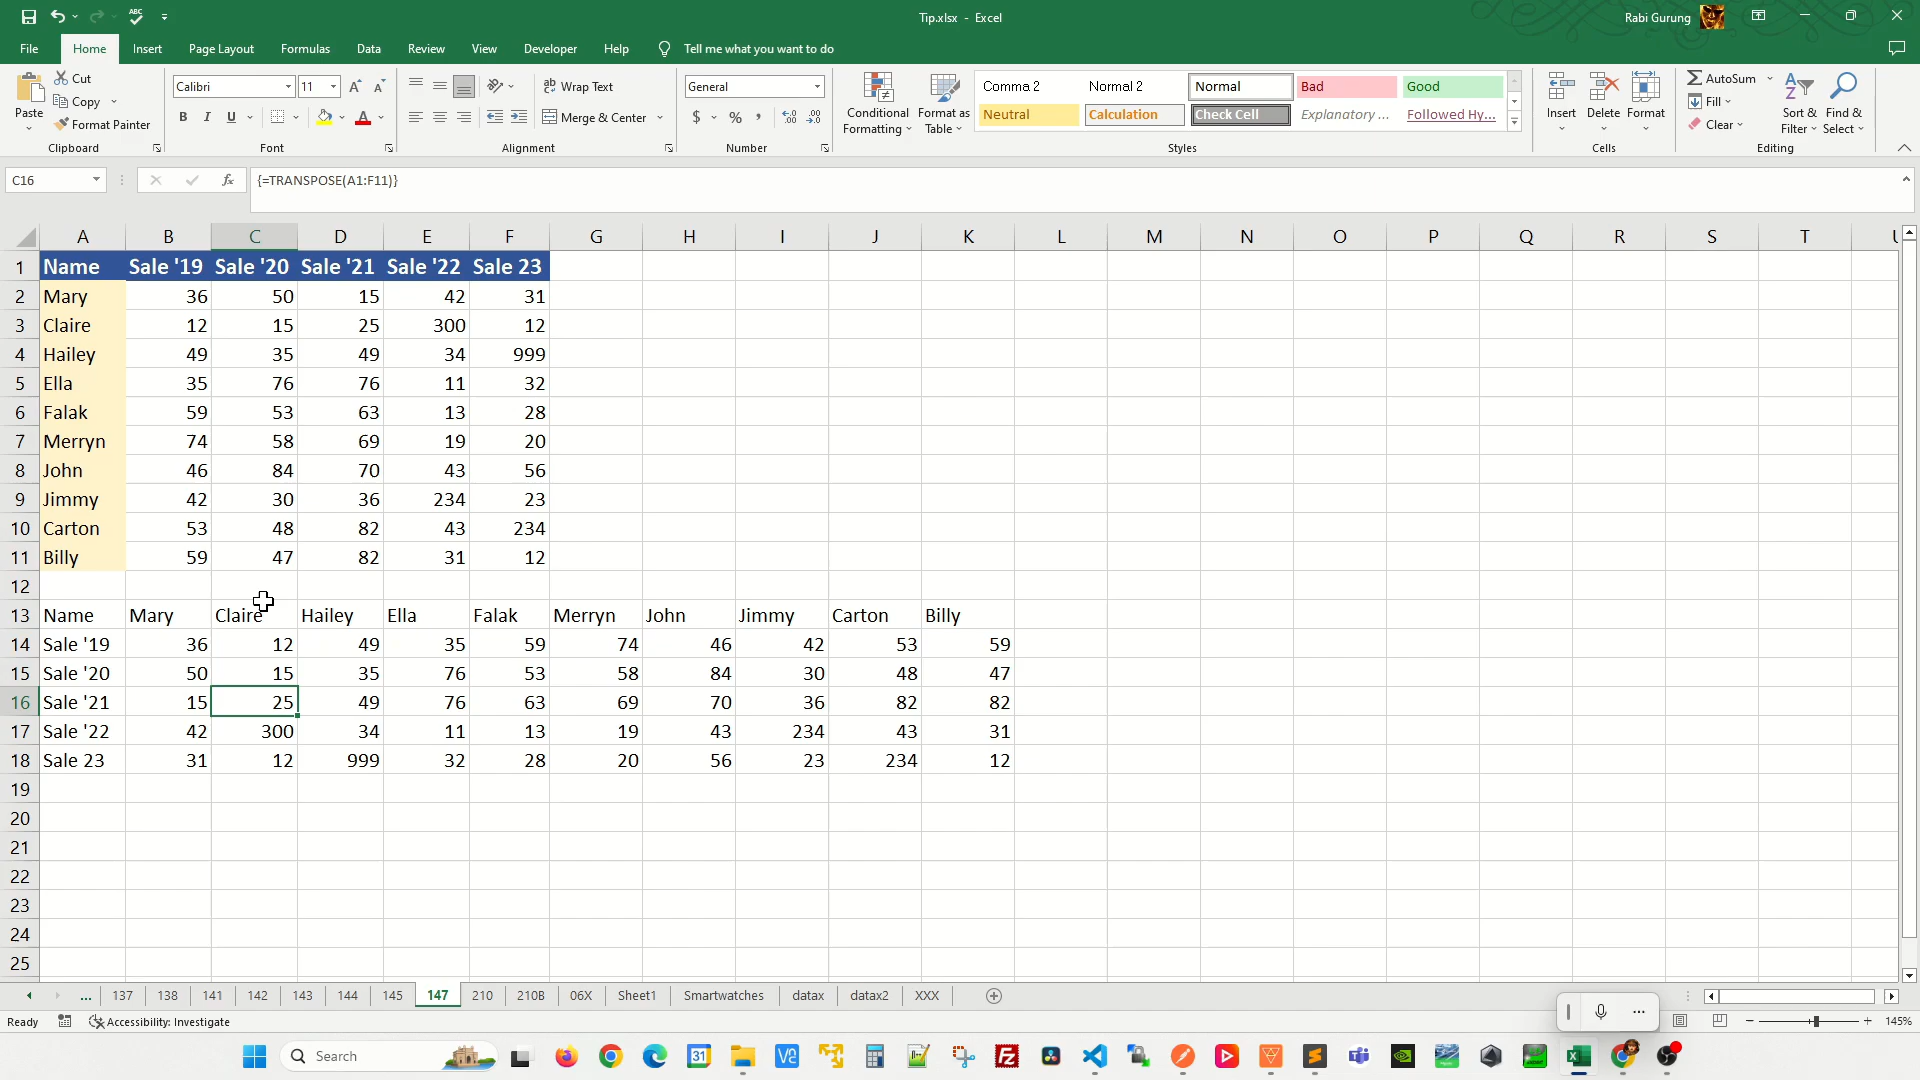 Tip.xlsx - Excel
Rabi Gurung
File Home Insert Page Layout Formulas Data Review View Developer Help Tell me what you want to do
Paste
Cut
Copy
Format Painter
Clipboard
Calibri 11
B I U
Font
Wrap Text
Merge & Center
Alignment
General
$ % ,
Number
Conditional Formatting
Format as Table
Comma 2 Normal 2 Normal Bad Good
Neutral Calculation Check Cell Explanatory ... Followed Hy...
Styles
Insert Delete Format
Cells
AutoSum
Fill
Clear
Sort & Filter
Find & Select
Editing
C16 fx {=TRANSPOSE(A1:F11)}
A B C D E F G H I J K L M N O P Q R S T U
1 Name Sale '19 Sale '20 Sale '21 Sale '22 Sale 23
2 Mary 36 50 15 42 31
3 Claire 12 15 25 300 12
4 Hailey 49 35 49 34 999
5 Ella 35 76 76 11 32
6 Falak 59 53 63 13 28
7 Merryn 74 58 69 19 20
8 John 46 84 70 43 56
9 Jimmy 42 30 36 234 23
10 Carton 53 48 82 43 234
11 Billy 59 47 82 31 12
12
13 Name Mary Claire Hailey Ella Falak Merryn John Jimmy Carton Billy
14 Sale '19 36 12 49 35 59 74 46 42 53 59
15 Sale '20 50 15 35 76 53 58 84 30 48 47
16 Sale '21 15 25 49 76 63 69 70 36 82 82
17 Sale '22 42 300 34 11 13 19 43 234 43 31
18 Sale 23 31 12 999 32 28 20 56 23 234 12
19
20
21
22
23
24
25
... 137 138 141 142 143 144 145 147 210 210B 06X Sheet1 Smartwatches datax datax2 XXX
Ready Accessibility: Investigate 145%
Search